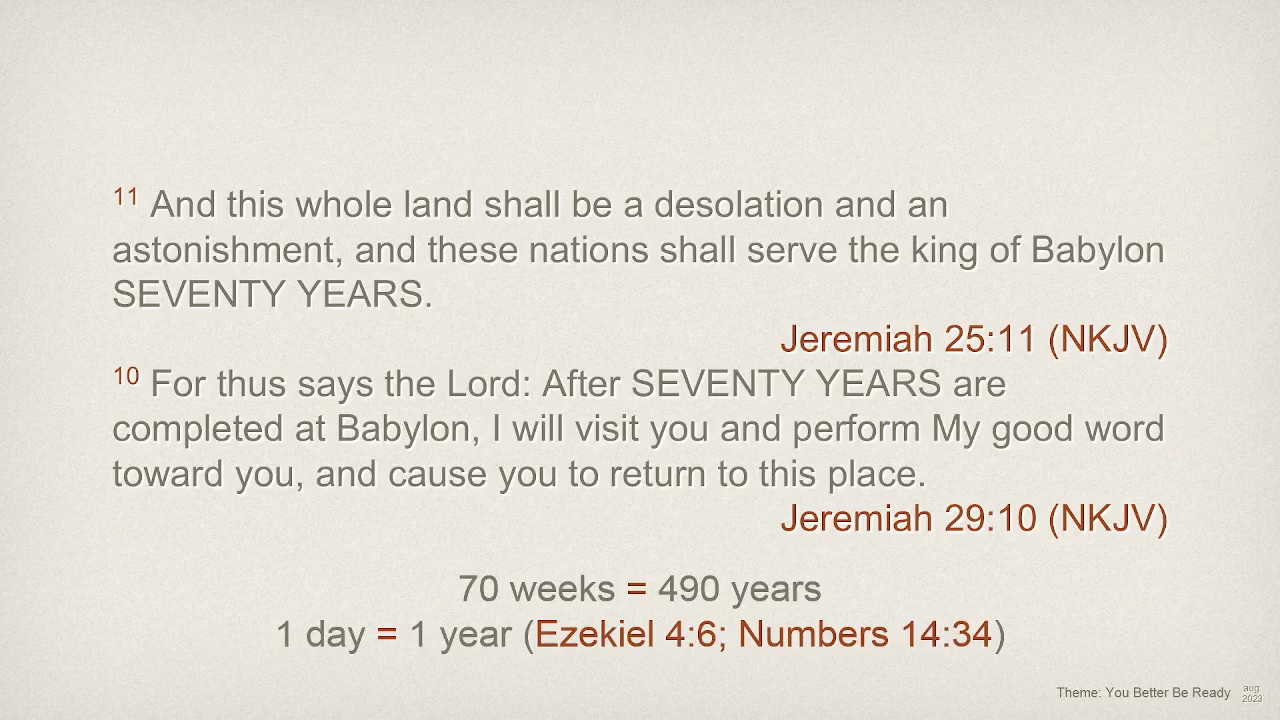 11 And this whole land shall be a desolation and an
astonishment, and these nations shall serve the king of Babylon
SEVENTY YEARS.
Jeremiah 25:11 (NKJV)
10 For thus says the Lord: After SEVENTY YEARS are
completed at Babylon, I will visit you and perform My good word
toward you, and cause you to return to this place.
Jeremiah 29:10 (NKJV)
70 weeks = 490 years
1 day = 1 year (Ezekiel 4:6; Numbers 14:34)
Theme: You Better Be Ready
aug
2023